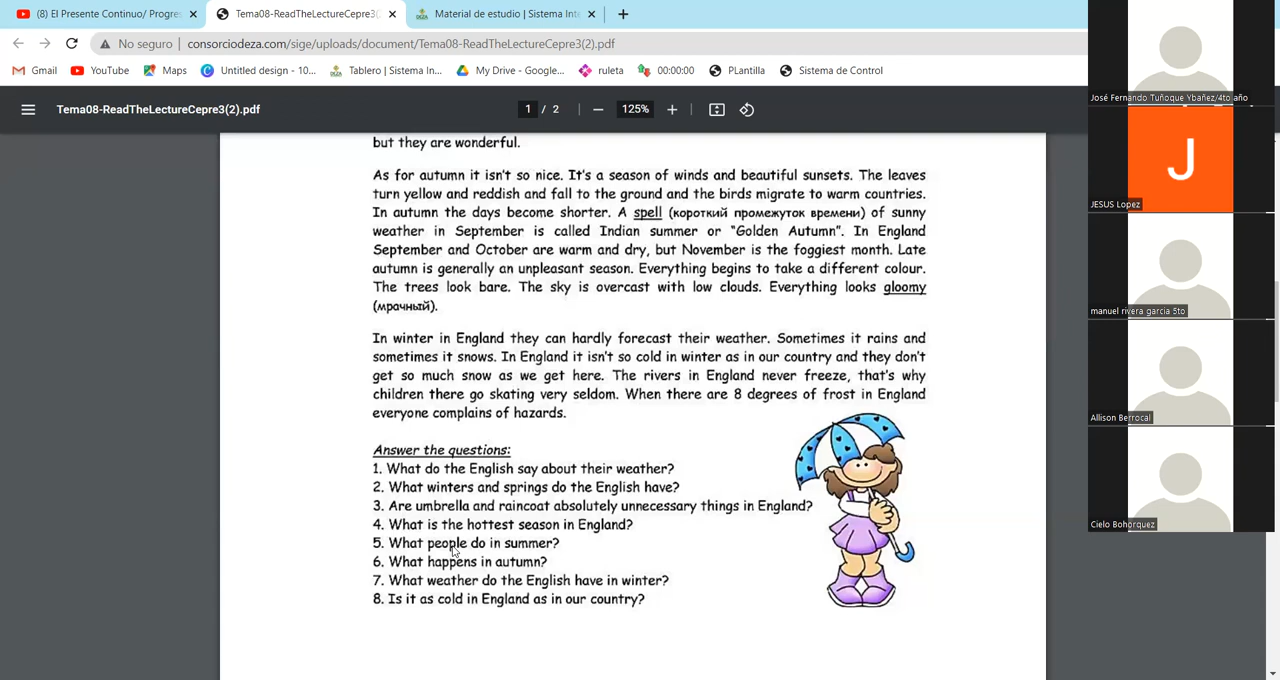 (8) El Presente Continuo/ Progres
Tema08-ReadTheLectureCepre3(2
Material de estudio | Sistema Int
No seguro
consorciodeza.com/sige/uploads/document/Tema08-ReadTheLectureCepre3(2).pdf
Gmail
YouTube
Maps
Untitled design - 10...
Tablero | Sistema In...
My Drive - Google...
ruleta
00:00:00
PLantilla
Sistema de Control
Tema08-ReadTheLectureCepre3(2).pdf
1 / 2
125%
but they are wonderful.
As for autumn it isn't so nice. It's a season of winds and beautiful sunsets. The leaves
turn yellow and reddish and fall to the ground and the birds migrate to warm countries.
In autumn the days become shorter. A spell (короткий промежуток времени) of sunny
weather in September is called Indian summer or "Golden Autumn". In England
September and October are warm and dry, but November is the foggiest month. Late
autumn is generally an unpleasant season. Everything begins to take a different colour.
The trees look bare. The sky is overcast with low clouds. Everything looks gloomy
(мрачный).
In winter in England they can hardly forecast their weather. Sometimes it rains and
sometimes it snows. In England it isn't so cold in winter as in our country and they don't
get so much snow as we get here. The rivers in England never freeze, that's why
children there go skating very seldom. When there are 8 degrees of frost in England
everyone complains of hazards.
Answer the questions:
1. What do the English say about their weather?
2. What winters and springs do the English have?
3. Are umbrella and raincoat absolutely unnecessary things in England?
4. What is the hottest season in England?
5. What people do in summer?
6. What happens in autumn?
7. What weather do the English have in winter?
8. Is it as cold in England as in our country?
José Fernando Tuñoque Ybañez/4to año
J
JESUS Lopez
manuel rivera garcia 5to
Allison Berrocal
Cielo Bohorquez